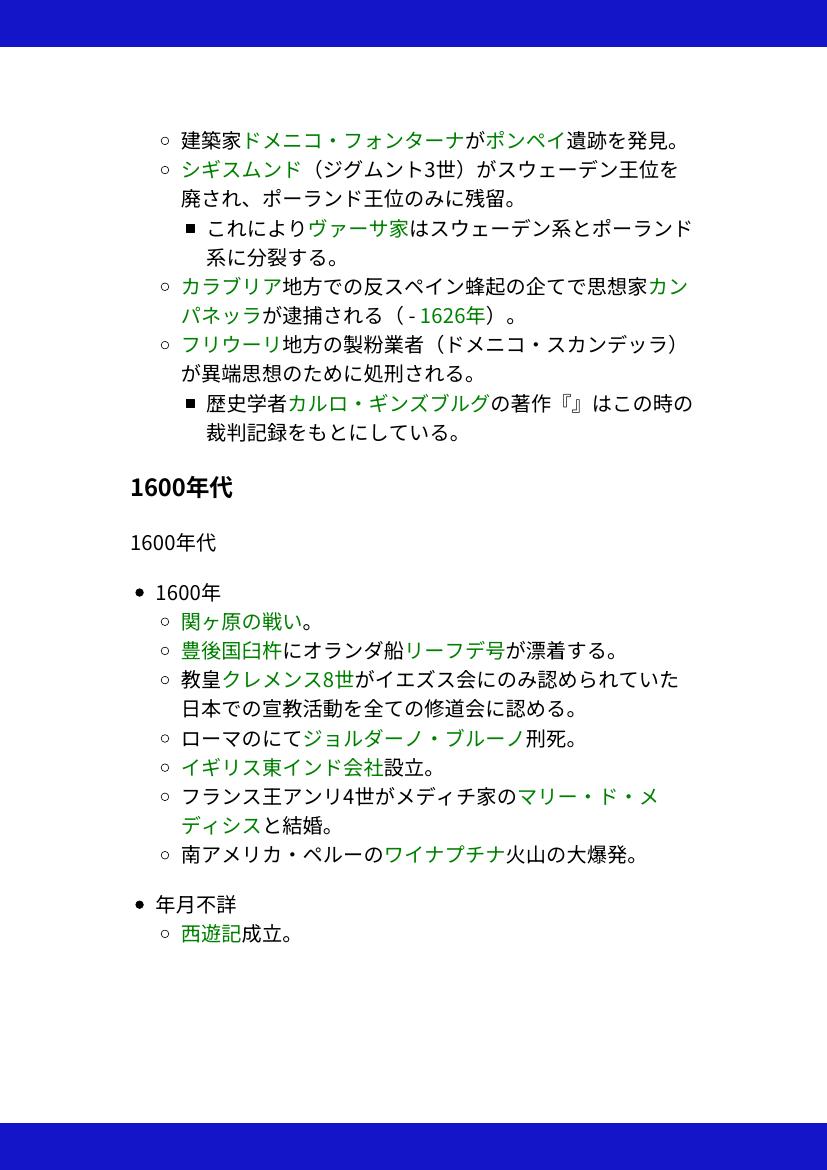 建築家ドメニコ・フォンターナがポンペイ遺跡を発見。
シギスムンド（ジグムント3世）がスウェーデン王位を
廃され、ポーランド王位のみに残留。
これによりヴァーサ家はスウェーデン系とポーランド
系に分裂する。
カラブリア地方での反スペイン蜂起の企てで思想家カン
パネッラが逮捕される（ - 1626年）。
フリウーリ地方の製粉業者（ドメニコ・スカンデッラ）
が異端思想のために処刑される。
歴史学者カルロ・ギンズブルグの著作『』はこの時の
裁判記録をもとにしている。
1600年代
1600年代
1600年
関ヶ原の戦い。
豊後国臼杵にオランダ船リーフデ号が漂着する。
教皇クレメンス8世がイエズス会にのみ認められていた
日本での宣教活動を全ての修道会に認める。
ローマのにてジョルダーノ・ブルーノ刑死。
イギリス東インド会社設立。
フランス王アンリ4世がメディチ家のマリー・ド・メ
ディシスと結婚。
南アメリカ・ペルーのワイナプチナ火山の大爆発。
年月不詳
西遊記成立。